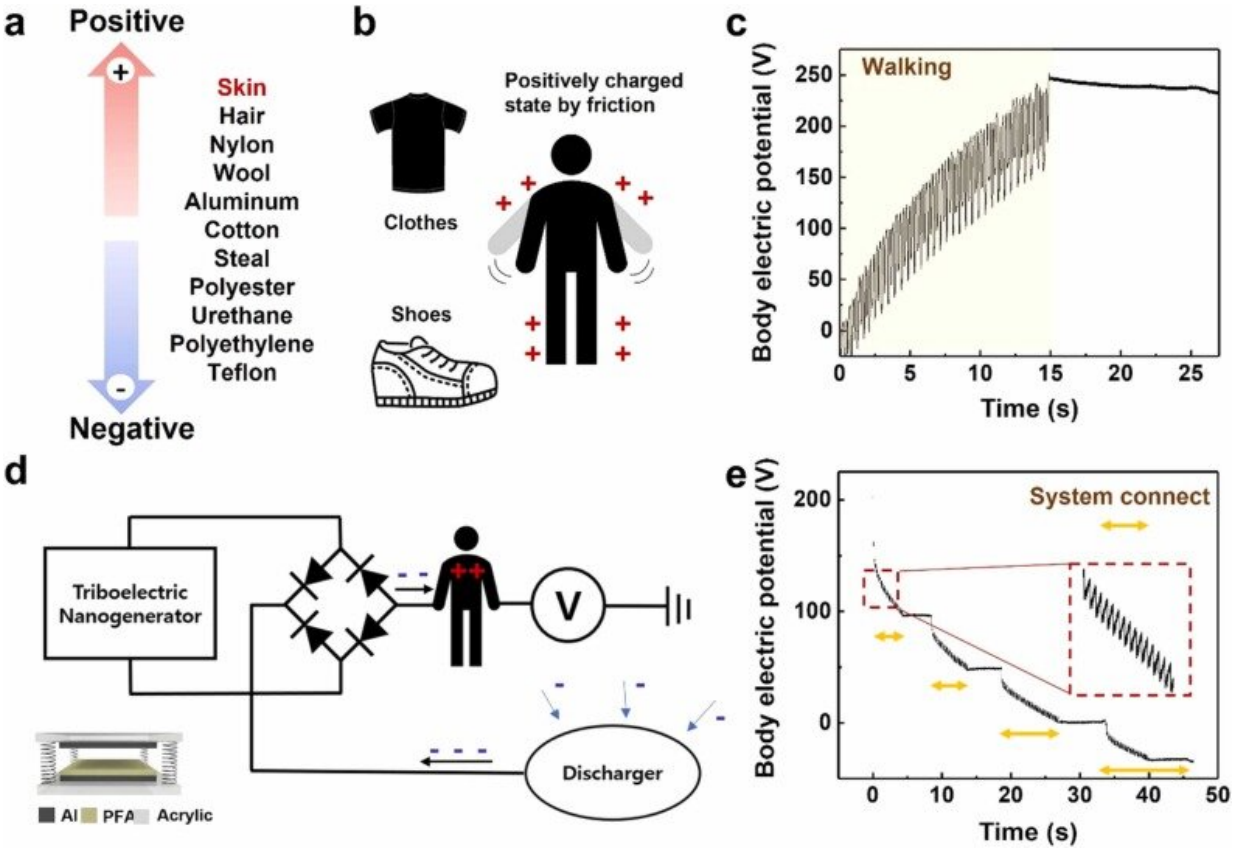 a
Positive
+
Skin
Hair
Nylon
Wool
Aluminum
Cotton
Steal
Polyester
Urethane
Polyethylene
Teflon
-
Negative
b
Positively charged
state by friction
Clothes
Shoes
+ + + + + + + +
c
Walking
Body electric potential (V)
250
200
150
100
50
0
0 5 10 15 20 25
Time (s)
d
Triboelectric
Nanogenerator
- -
++
V
- - -
- - -
Discharger
Al PFA Acrylic
e
System connect
Body electric potential (V)
200
100
0
0 10 20 30 40 50
Time (s)